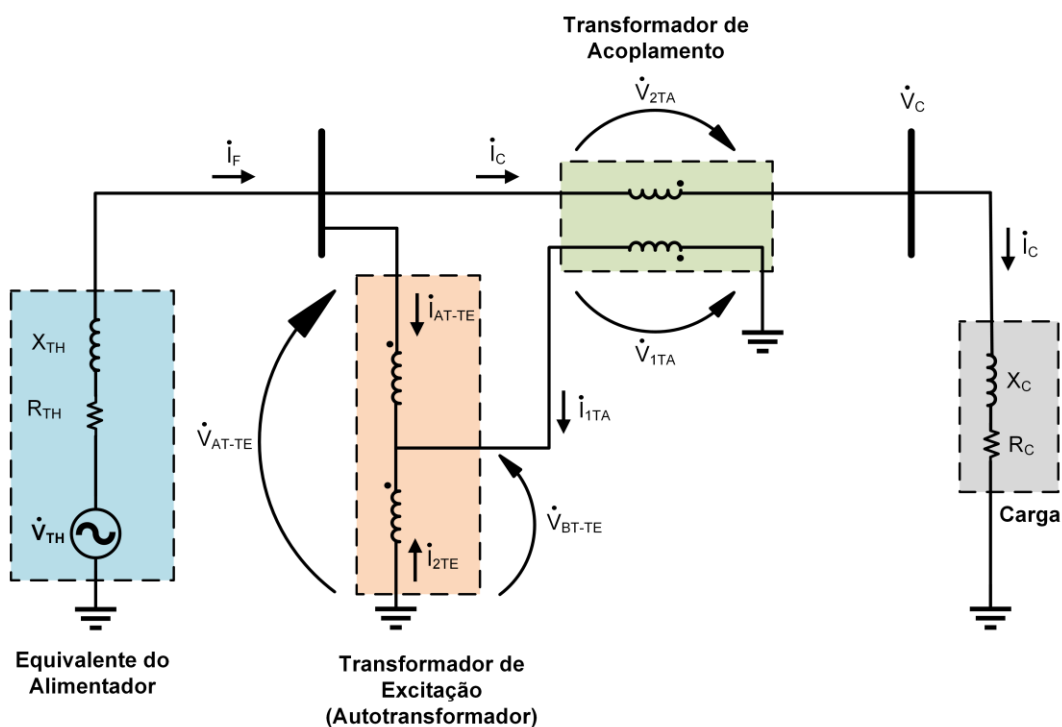 Transformador de
Acoplamento
V̇2TA
V̇C
i̇F
i̇C
i̇C
i̇AT-TE
V̇1TA
XTH
RTH
V̇TH
V̇AT-TE
i̇1TA
V̇BT-TE
i̇2TE
XC
RC
Carga
Equivalente do
Alimentador
Transformador de
Excitação
(Autotransformador)